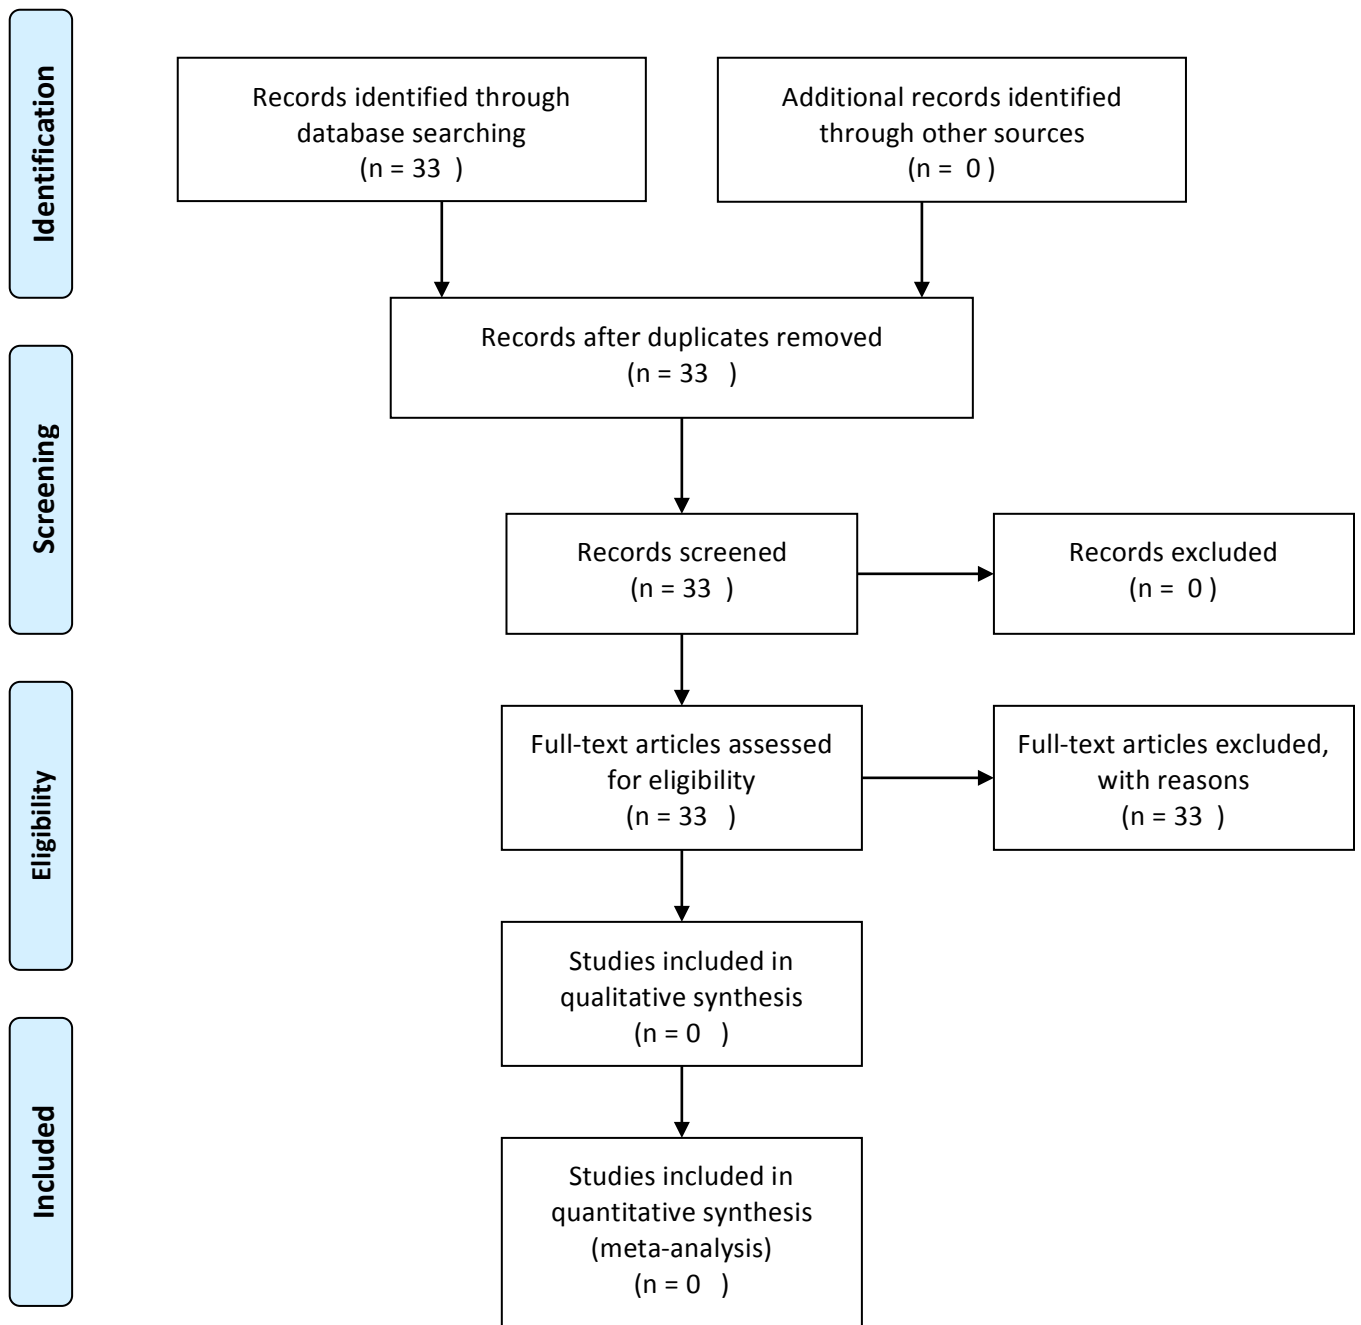 Identification
Records identified through
database searching
(n = 33   )
Additional records identified
through other sources
(n =  0 )
Records after duplicates removed
(n = 33   )
Screening
Records screened
(n = 33   )
Records excluded
(n =  0 )
Eligibility
Full-text articles assessed
for eligibility
(n = 33   )
Full-text articles excluded,
with reasons
(n = 33   )
Studies included in
qualitative synthesis
(n = 0   )
Included
Studies included in
quantitative synthesis
(meta-analysis)
(n = 0   )